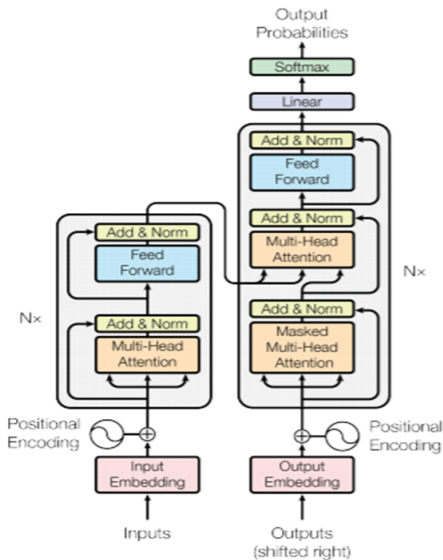 Output
Probabilities
Softmax
Linear
Add & Norm
Feed
Forward
Add & Norm
Multi-Head
Attention
Nx
Add & Norm
Masked
Multi-Head
Attention
Add & Norm
Feed
Forward
Nx
Add & Norm
Multi-Head
Attention
Positional
Encoding
Positional
Encoding
Input
Embedding
Output
Embedding
Inputs
Outputs
(shifted right)